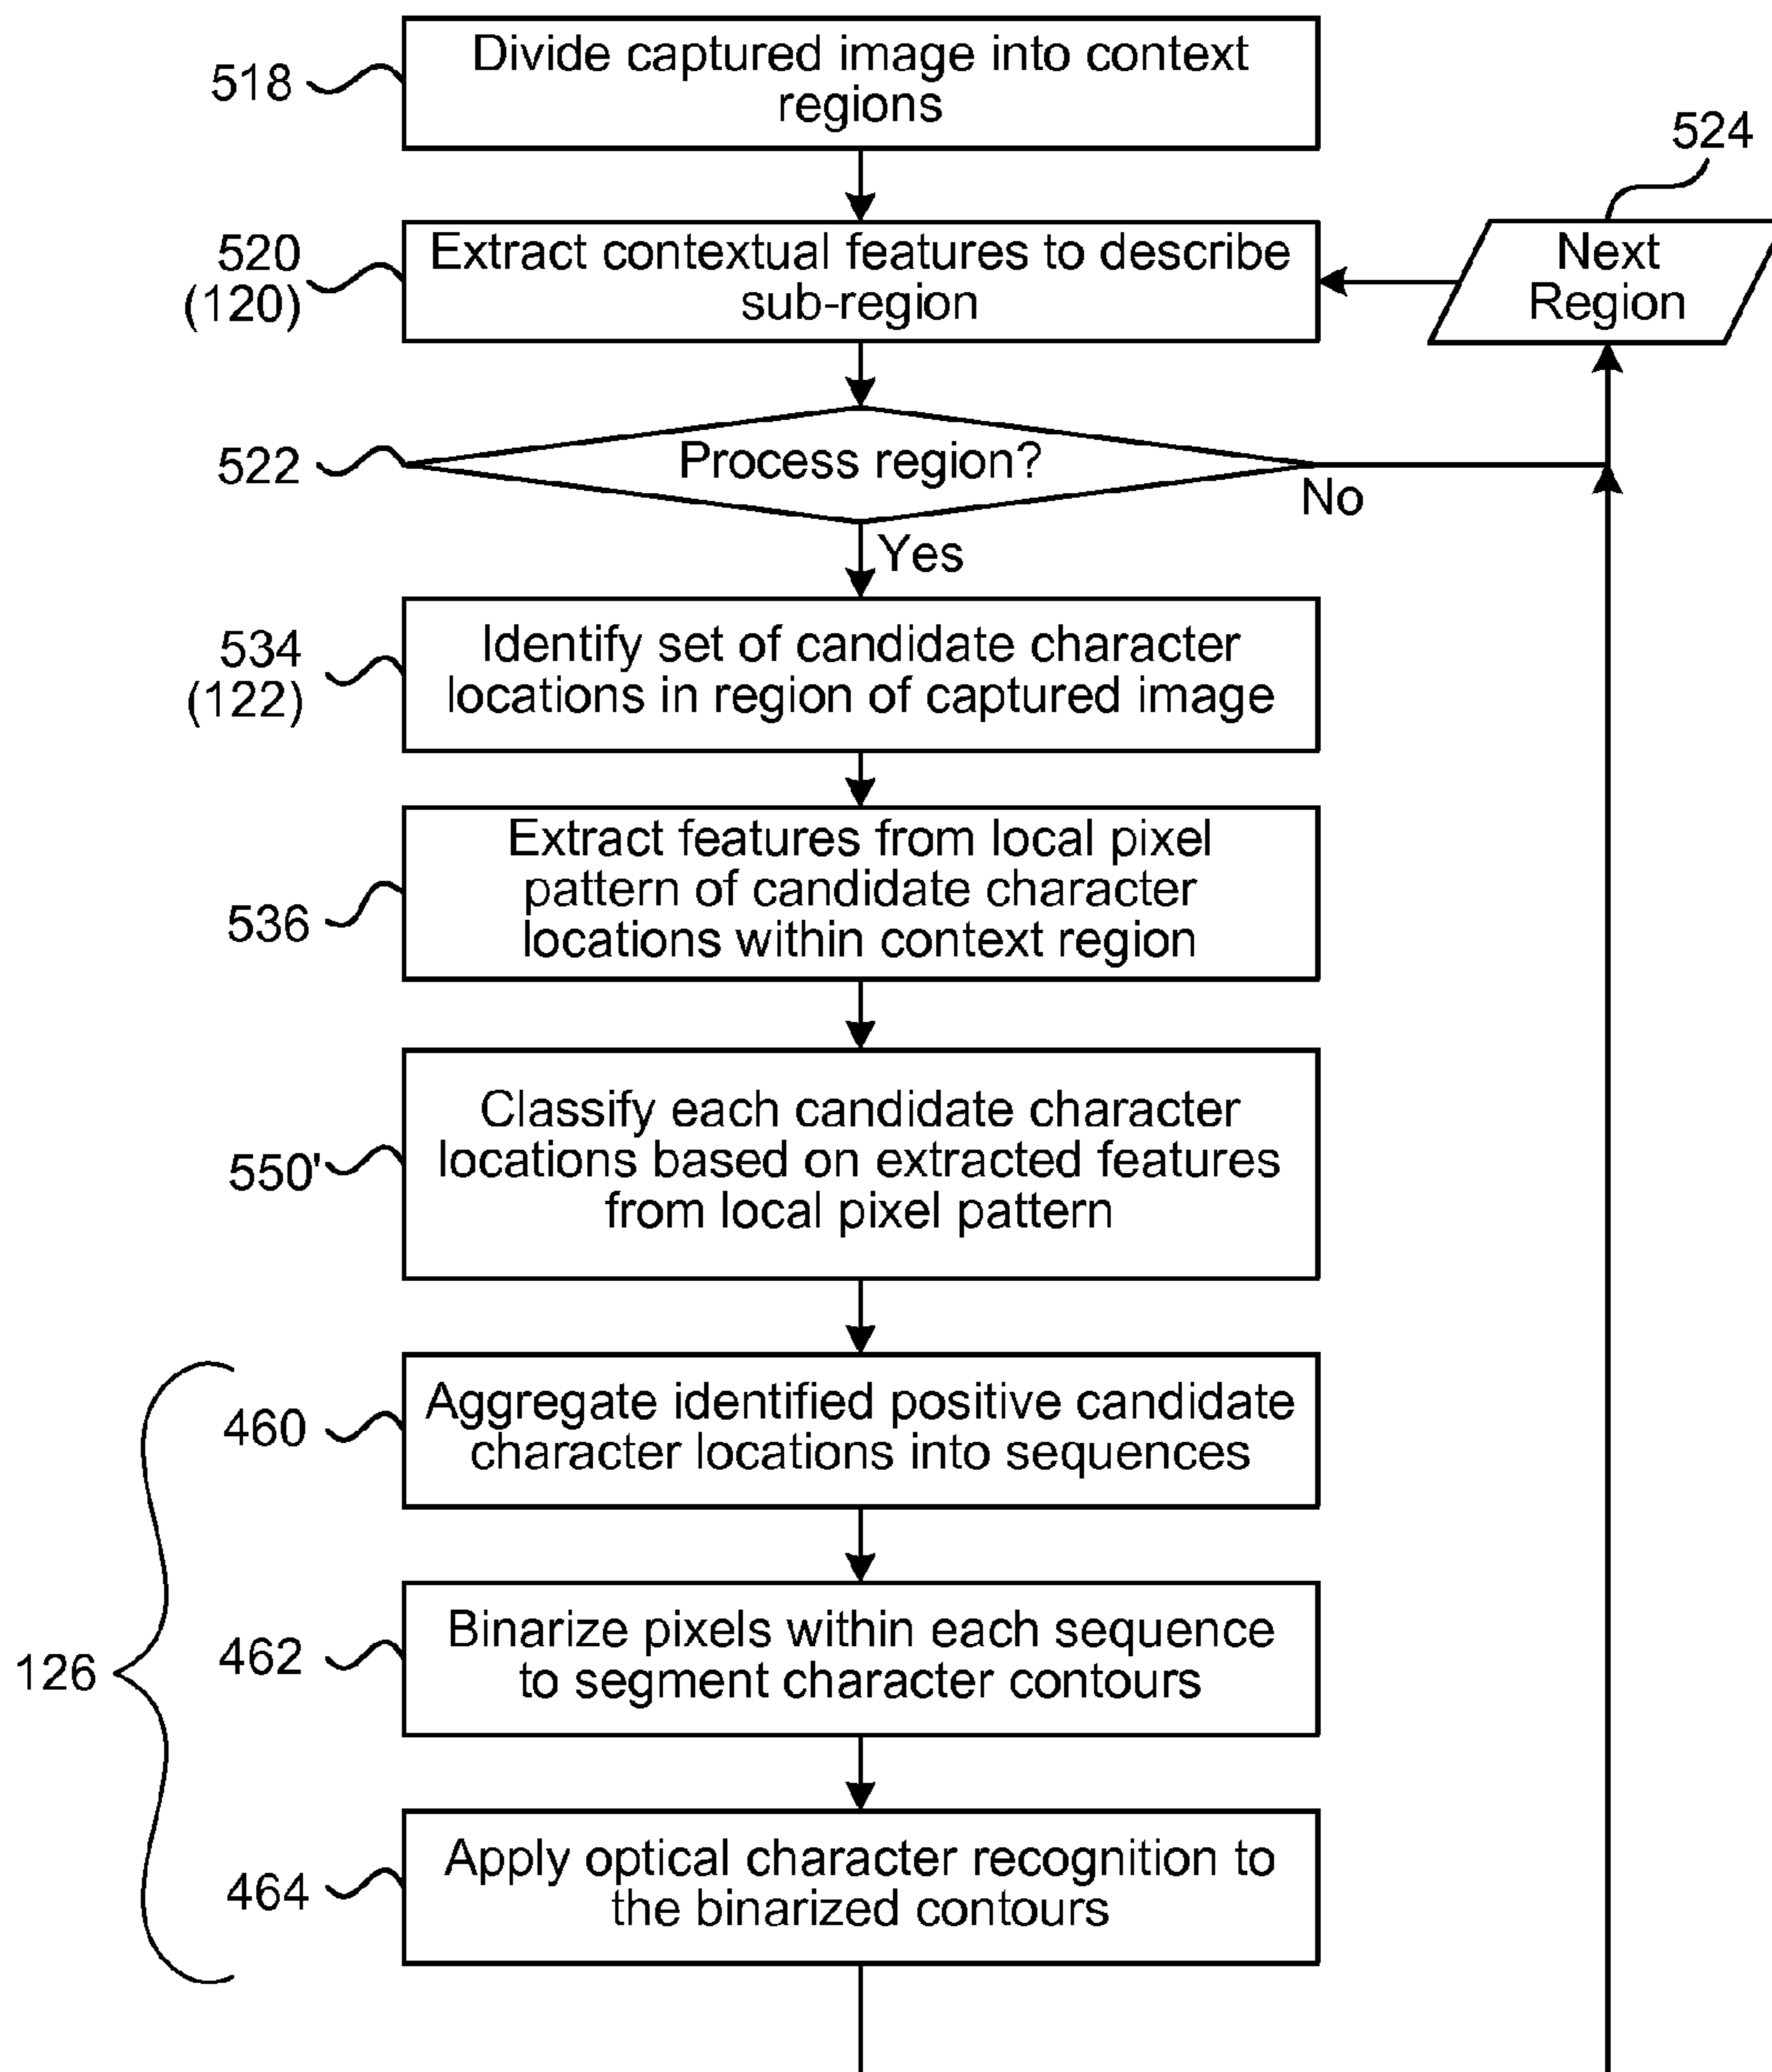 518
Divide captured image into context
regions
524
520
(120)
Extract contextual features to describe
sub-region
Next
Region
522
Process region?
No
Yes
534
(122)
Identify set of candidate character
locations in region of captured image
536
Extract features from local pixel
pattern of candidate character
locations within context region
550'
Classify each candidate character
locations based on extracted features
from local pixel pattern
126
460
Aggregate identified positive candidate
character locations into sequences
462
Binarize pixels within each sequence
to segment character contours
464
Apply optical character recognition to
the binarized contours